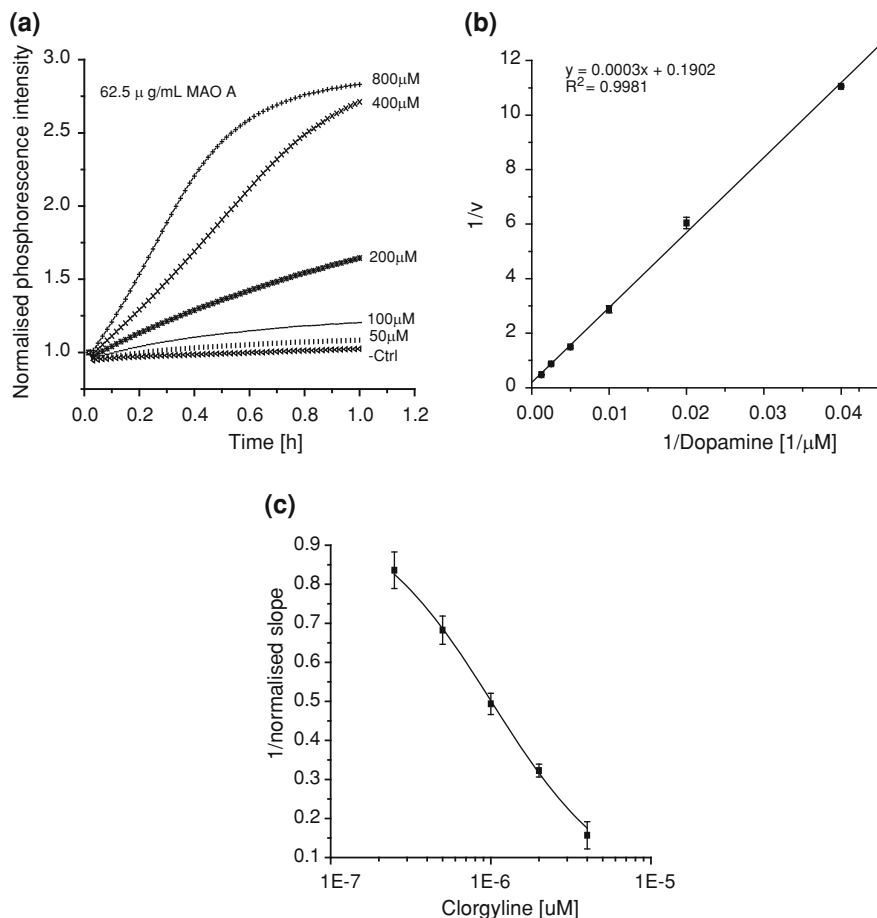 (a)
Normalised phosphorescence intensity
3.0
2.5
2.0
1.5
1.0
62.5 μ g/mL MAO A
800μM
400μM
200μM
100μM
50μM
-Ctrl
0.0 0.2 0.4 0.6 0.8 1.0 1.2
Time [h]
(b)
1/v
12
10
8
6
4
2
0
y = 0.0003x + 0.1902
R² = 0.9981
0.00 0.01 0.02 0.03 0.04
1/Dopamine [1/μM]
(c)
1/normalised slope
0.9
0.8
0.7
0.6
0.5
0.4
0.3
0.2
0.1
1E-7 1E-6 1E-5
Clorgyline [uM]